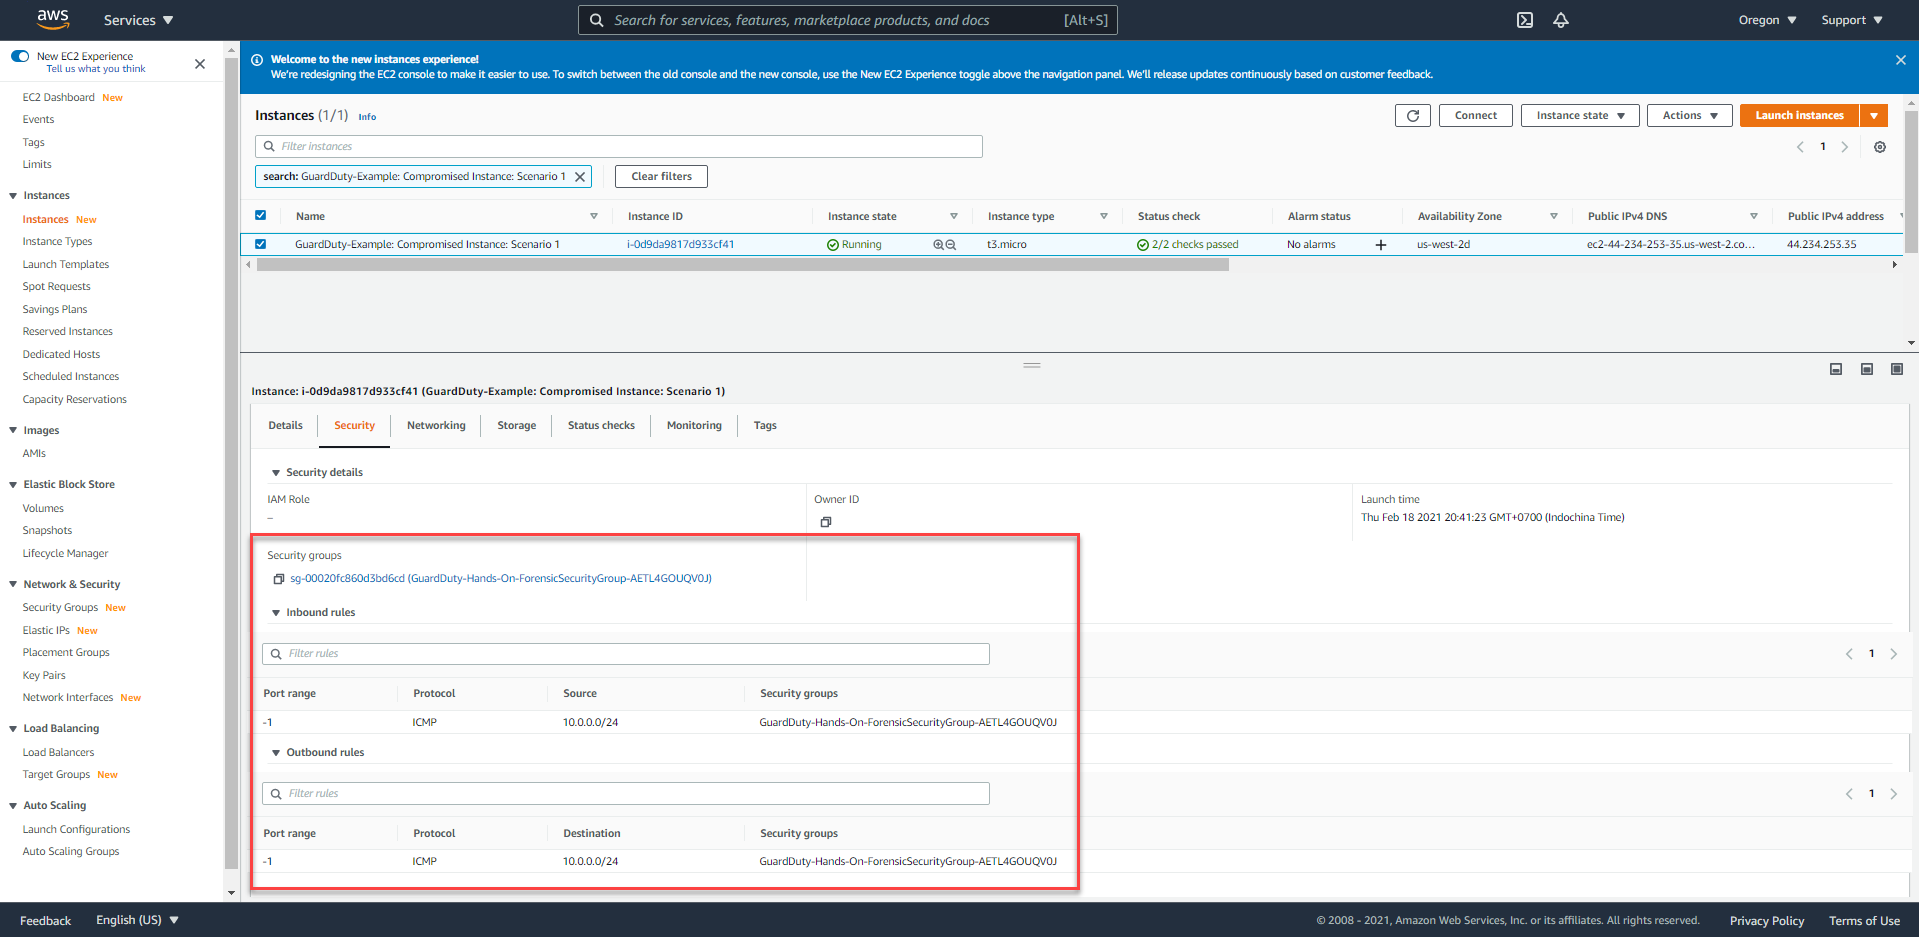 aws
Services
Search for services, features, marketplace products, and docs [Alt+S]
Oregon
Support
New EC2 Experience
Tell us what you think
EC2 Dashboard New
Events
Tags
Limits
Instances
Instances New
Instance Types
Launch Templates
Spot Requests
Savings Plans
Reserved Instances
Dedicated Hosts
Scheduled Instances
Capacity Reservations
Images
AMIs
Elastic Block Store
Volumes
Snapshots
Lifecycle Manager
Network & Security
Security Groups New
Elastic IPs New
Placement Groups
Key Pairs
Network Interfaces New
Load Balancing
Load Balancers
Target Groups New
Auto Scaling
Launch Configurations
Auto Scaling Groups
Welcome to the new instances experience!
We're redesigning the EC2 console to make it easier to use. To switch between the old console and the new console, use the New EC2 Experience toggle above the navigation panel. We'll release updates continuously based on customer feedback.
Instances (1/1) Info
Connect
Instance state
Actions
Launch instances
Filter instances
1
search: GuardDuty-Example: Compromised Instance: Scenario 1
Clear filters
Name Instance ID Instance state Instance type Status check Alarm status Availability Zone Public IPv4 DNS Public IPv4 address
GuardDuty-Example: Compromised Instance: Scenario 1 i-0d9da9817d933cf41 Running t3.micro 2/2 checks passed No alarms + us-west-2d ec2-44-234-253-35.us-west-2.co... 44.234.253.35
Instance: i-0d9da9817d933cf41 (GuardDuty-Example: Compromised Instance: Scenario 1)
Details Security Networking Storage Status checks Monitoring Tags
Security details
IAM Role
–
Owner ID
Launch time
Thu Feb 18 2021 20:41:23 GMT+0700 (Indochina Time)
Security groups
sg-00020fc860d3bd6cd (GuardDuty-Hands-On-ForensicSecurityGroup-AETL4GOUQV0J)
Inbound rules
Filter rules
1
Port range Protocol Source Security groups
-1 ICMP 10.0.0.0/24 GuardDuty-Hands-On-ForensicSecurityGroup-AETL4GOUQV0J
Outbound rules
Filter rules
1
Port range Protocol Destination Security groups
-1 ICMP 10.0.0.0/24 GuardDuty-Hands-On-ForensicSecurityGroup-AETL4GOUQV0J
Feedback
English (US)
© 2008 - 2021, Amazon Web Services, Inc. or its affiliates. All rights reserved.
Privacy Policy
Terms of Use